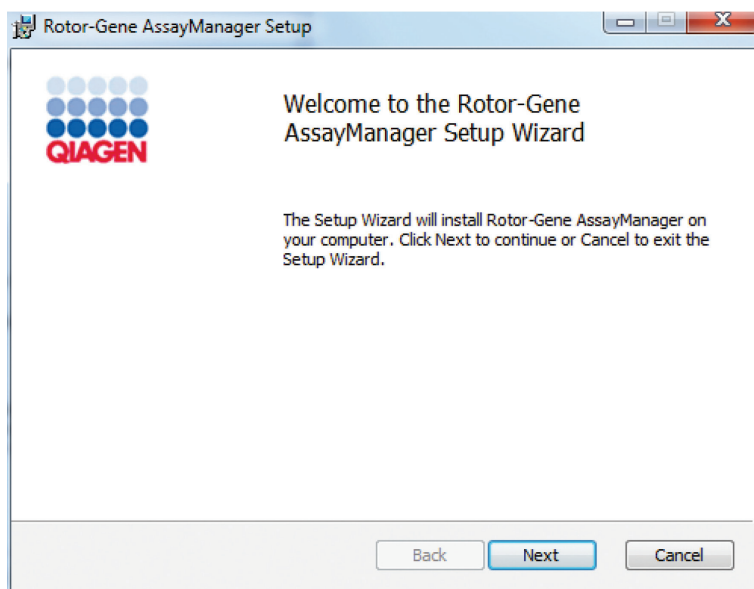 Rotor-Gene AssayManager Setup
QIAGEN
Welcome to the Rotor-Gene
AssayManager Setup Wizard
The Setup Wizard will install Rotor-Gene AssayManager on
your computer. Click Next to continue or Cancel to exit the
Setup Wizard.
Back
Next
Cancel